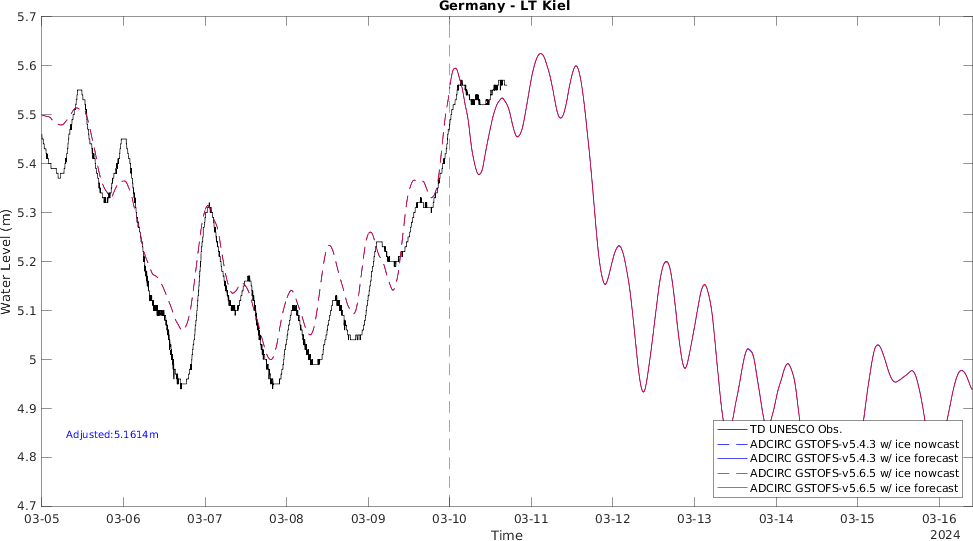 Germany - LT Kiel
5.7
5.6
5.5
5.4
5.3
5.2
5.1
5
4.9
4.8
4.7
Water Level (m)
Adjusted:5.1614m
TD UNESCO Obs.
ADCIRC GSTOFS-v5.4.3 w/ ice nowcast
ADCIRC GSTOFS-v5.4.3 w/ ice forecast
ADCIRC GSTOFS-v5.6.5 w/ ice nowcast
ADCIRC GSTOFS-v5.6.5 w/ ice forecast
03-05 03-06 03-07 03-08 03-09 03-10 03-11 03-12 03-13 03-14 03-15 03-16
Time
2024